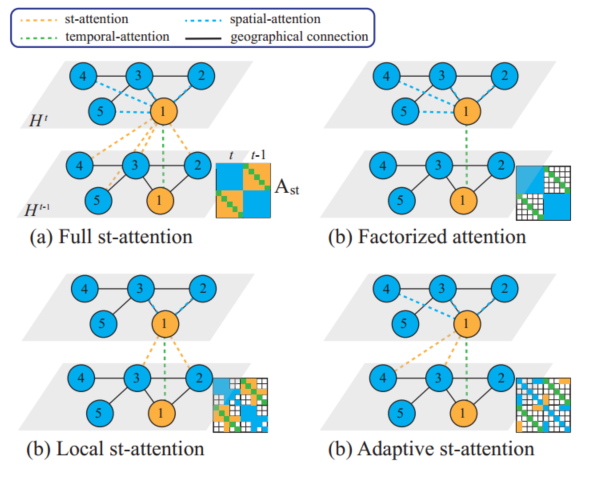 st-attention spatial-attention
temporal-attention geographical connection
4 3 2
5 1
H^t
4 3 2
5 1
H^t-1
t t-1
A_st
(a) Full st-attention
4 3 2
5 1
4 3 2
5 1
(b) Factorized attention
4 3 2
5 1
4 3 2
5 1
(b) Local st-attention
4 3 2
5 1
4 3 2
5 1
(b) Adaptive st-attention